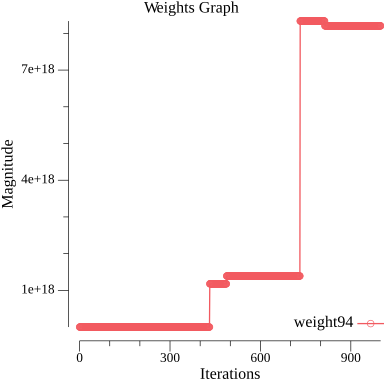 Weights Graph
7e+18
4e+18
1e+18
Magnitude
weight94
0
300
600
900
Iterations